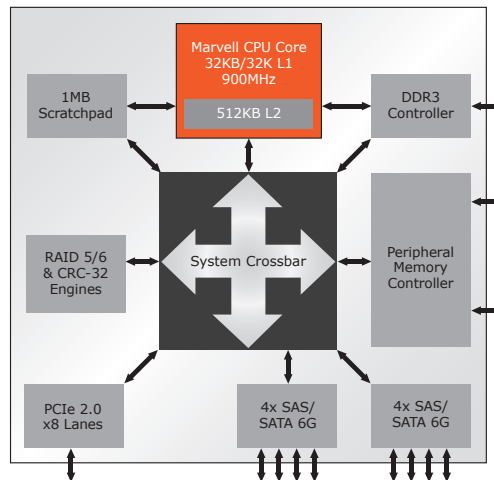 Marvell CPU Core
32KB/32K L1
900MHz
512KB L2
1MB
Scratchpad
DDR3
Controller
System Crossbar
RAID 5/6
& CRC-32
Engines
Peripheral
Memory
Controller
PCIe 2.0
x8 Lanes
4x SAS/
SATA 6G
4x SAS/
SATA 6G